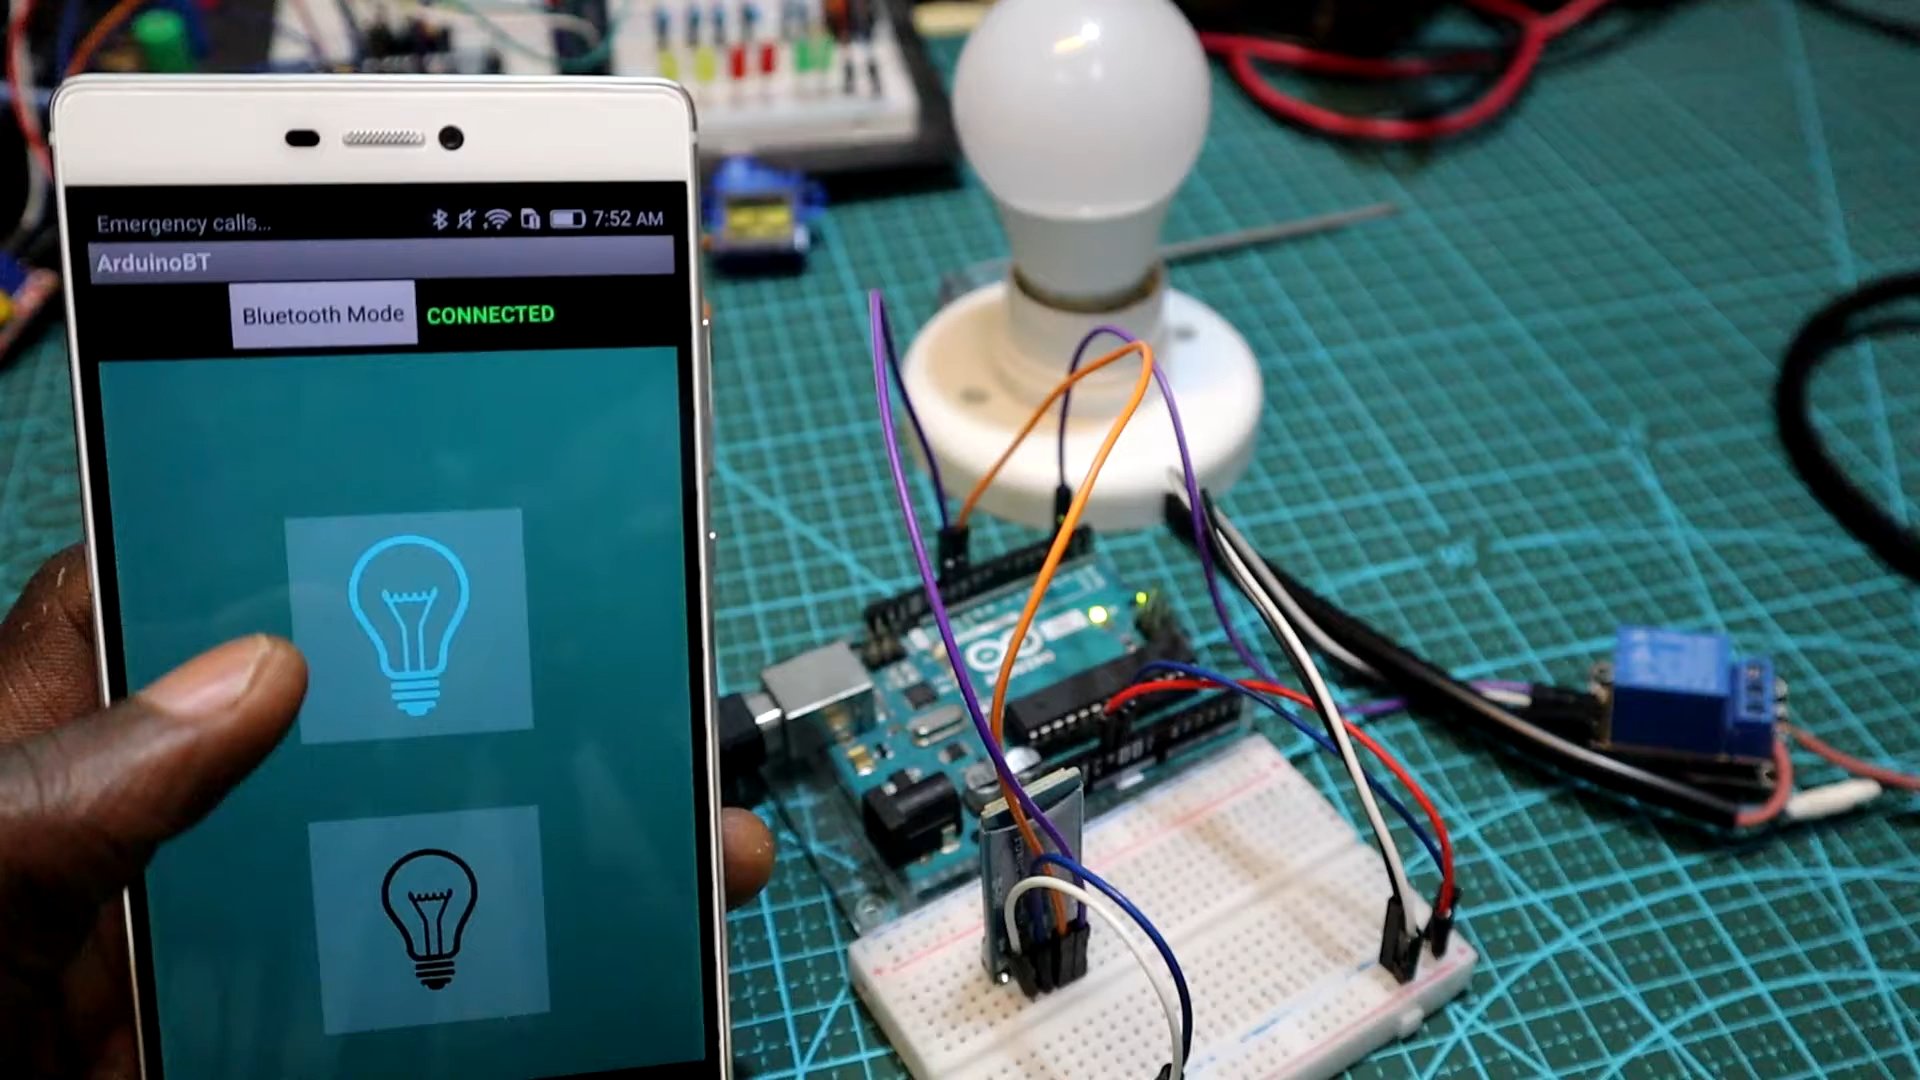 Emergency calls...
7:52 AM
ArduinoBT
Bluetooth Mode
CONNECTED